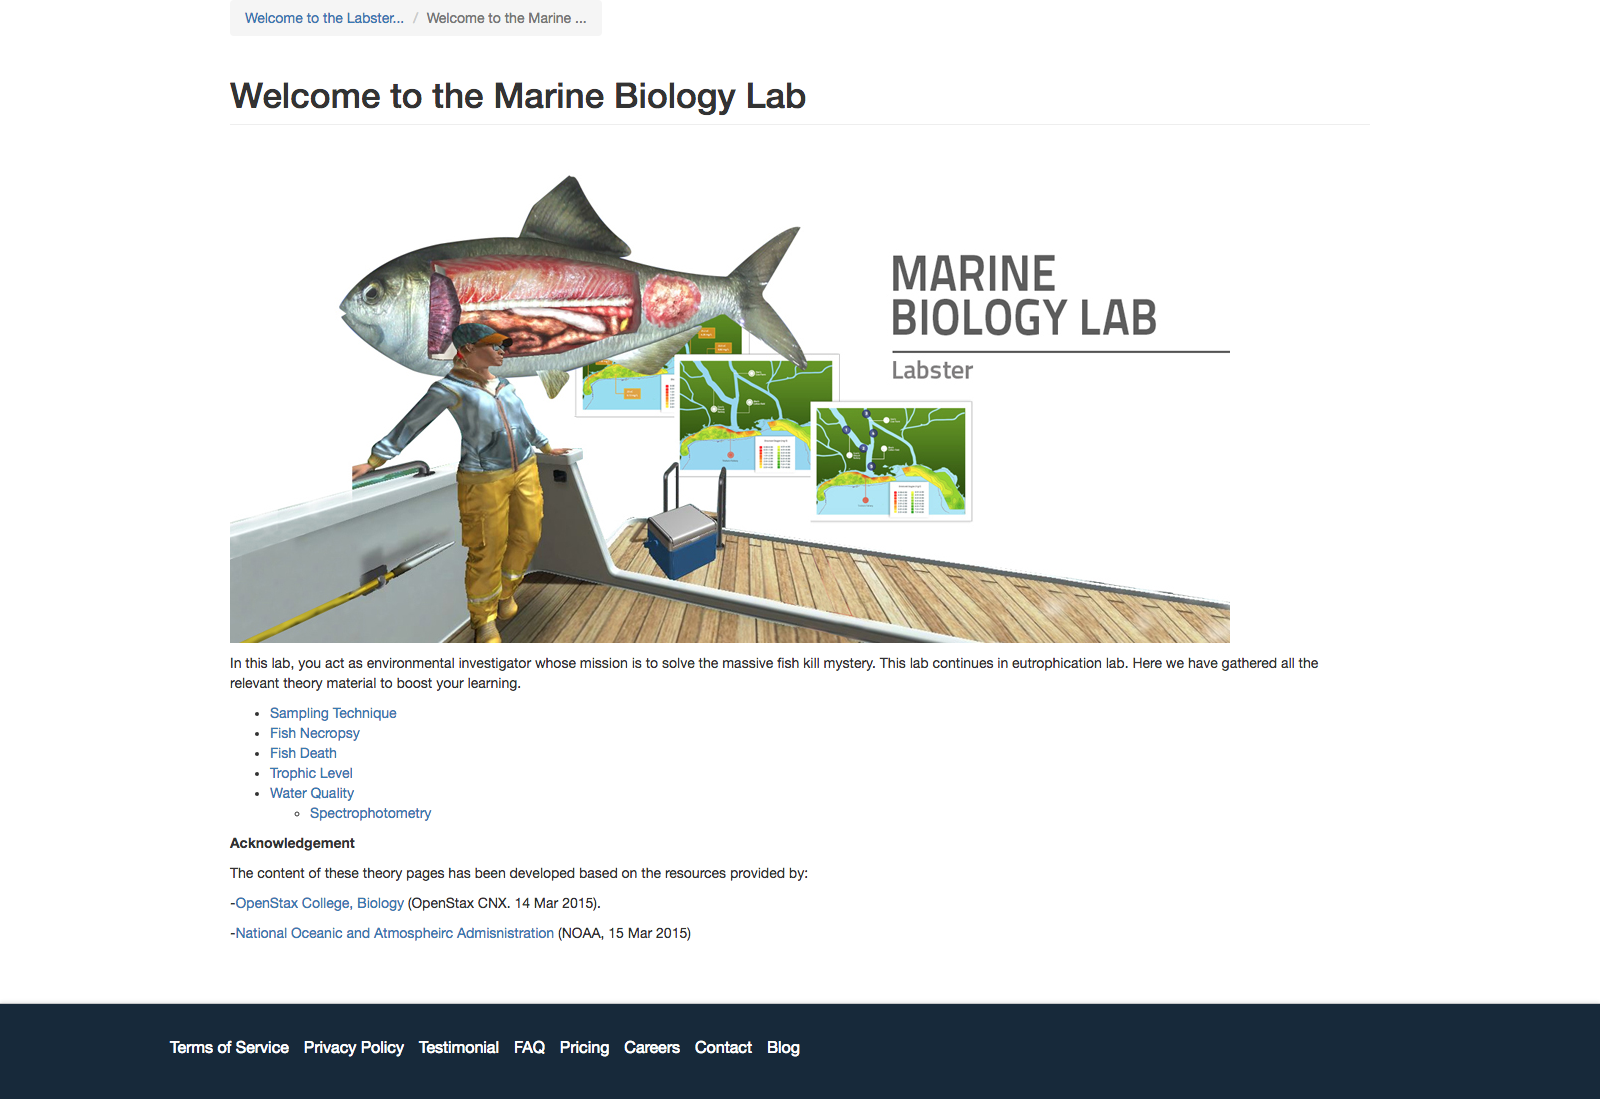 Welcome to the Labster... / Welcome to the Marine ...
Welcome to the Marine Biology Lab
MARINE
BIOLOGY LAB
Labster
In this lab, you act as environmental investigator whose mission is to solve the massive fish kill mystery. This lab continues in eutrophication lab. Here we have gathered all the
relevant theory material to boost your learning.
Sampling Technique
Fish Necropsy
Fish Death
Trophic Level
Water Quality
Spectrophotometry
Acknowledgement
The content of these theory pages has been developed based on the resources provided by:
-OpenStax College, Biology (OpenStax CNX. 14 Mar 2015).
-National Oceanic and Atmospheirc Admisnistration (NOAA, 15 Mar 2015)
Terms of Service Privacy Policy Testimonial FAQ Pricing Careers Contact Blog